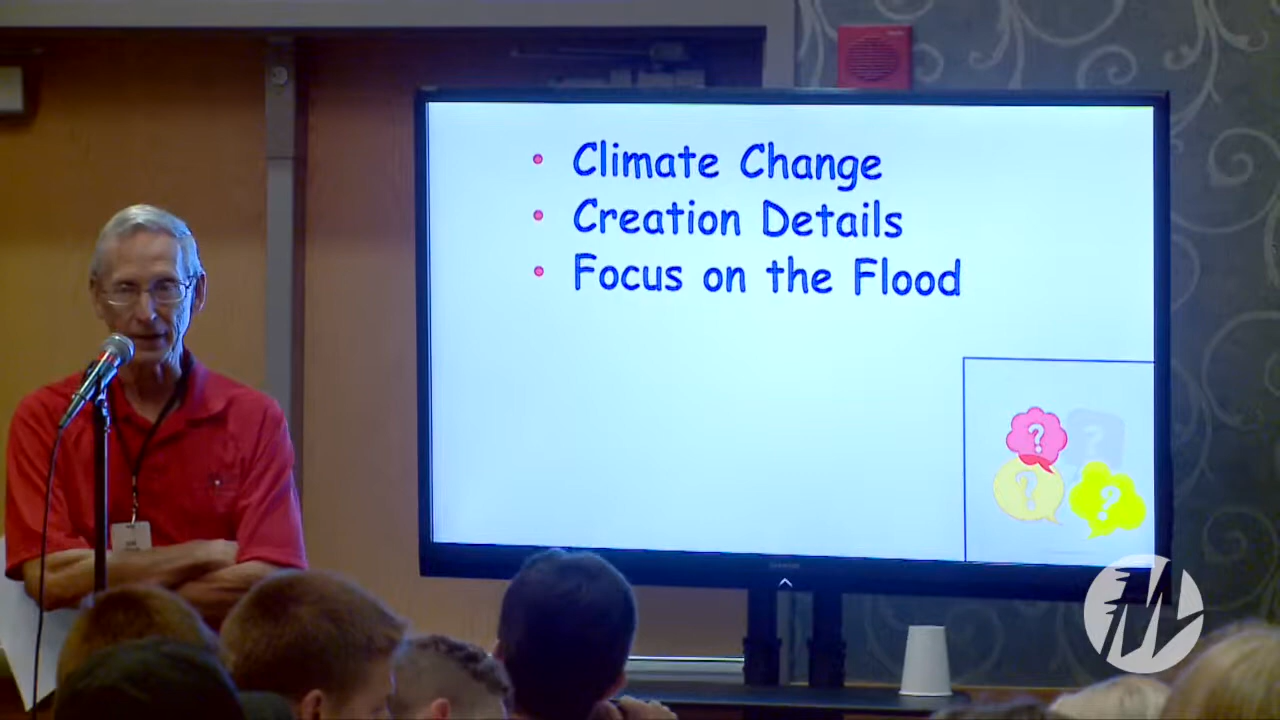 Climate Change
Creation Details
Focus on the Flood
? ?
? ?